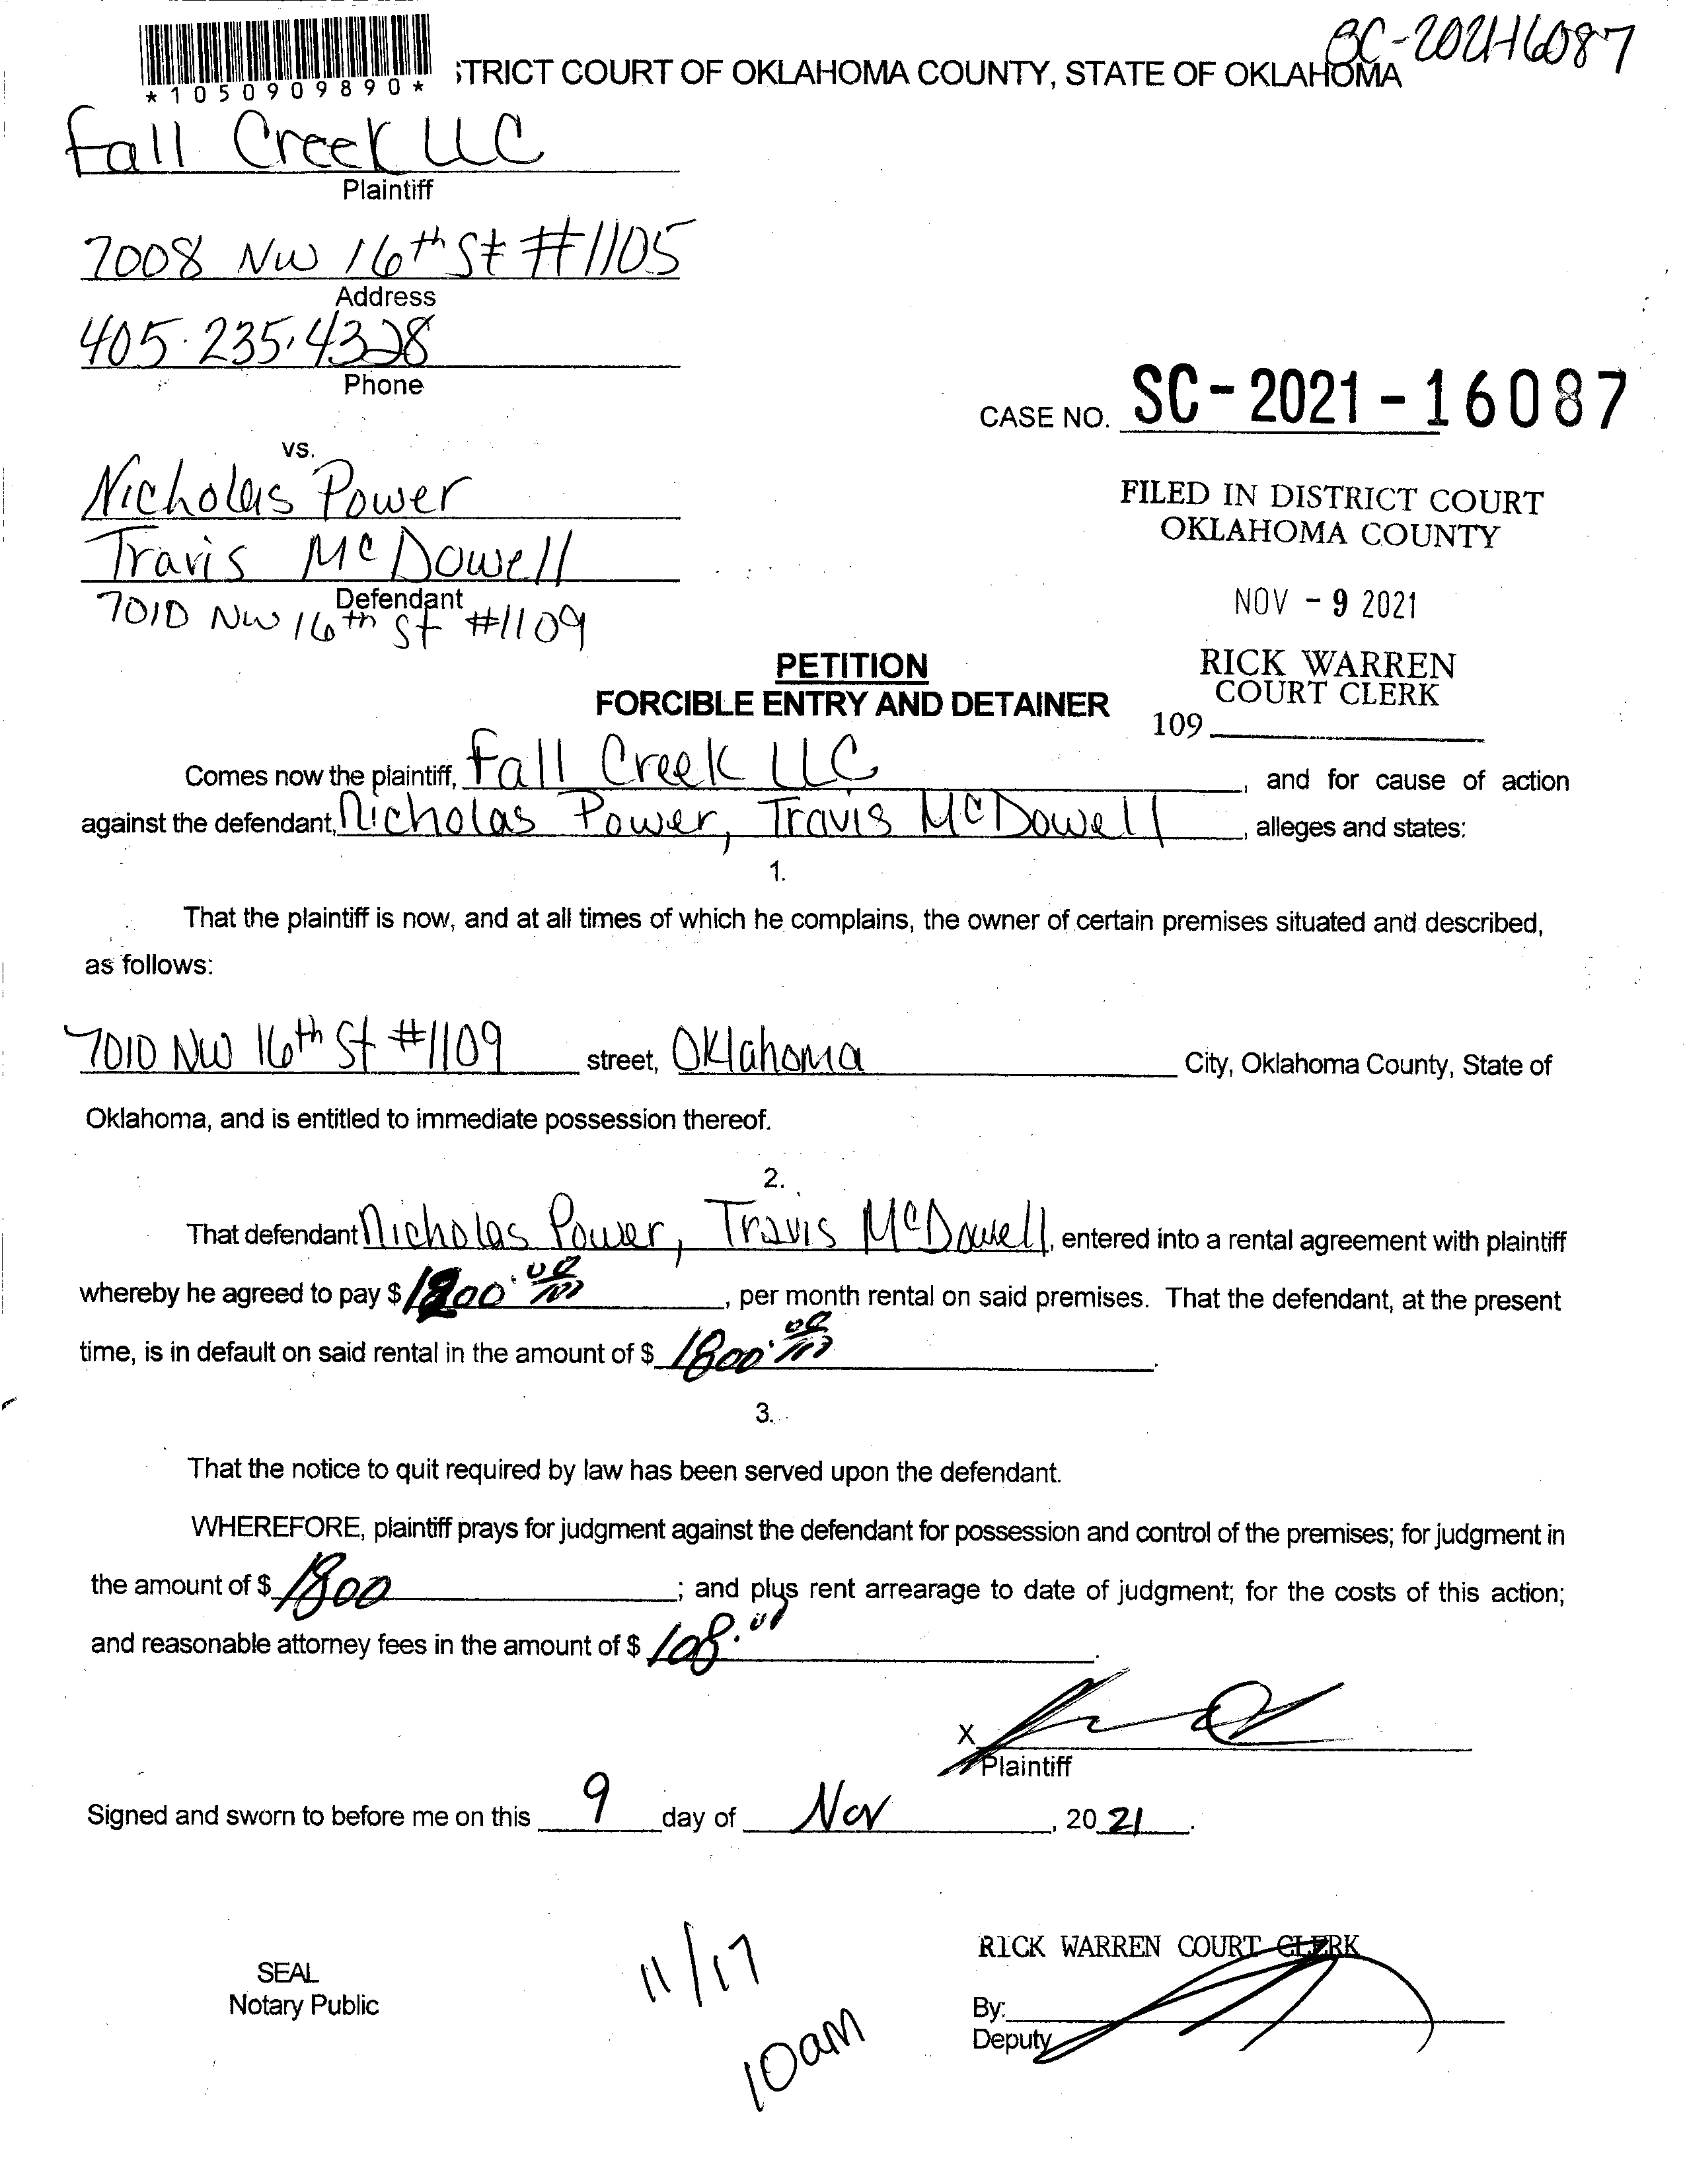 SC-2021-16087
*1050909890*
STRICT COURT OF OKLAHOMA COUNTY, STATE OF OKLAHOMA
Fall Creek LLC
Plaintiff
7008 NW 16th St #1105
Address
405.235.4328
Phone
CASE NO. SC-2021-16087
vs.
Nicholas Power
Travis McDowell
Defendant
7010 NW 16th St #1109
FILED IN DISTRICT COURT
OKLAHOMA COUNTY
NOV - 9 2021
RICK WARREN
COURT CLERK
109
PETITION
FORCIBLE ENTRY AND DETAINER
Comes now the plaintiff, Fall Creek LLC, and for cause of action
against the defendant, Nicholas Power, Travis McDowell, alleges and states:
1.
That the plaintiff is now, and at all times of which he complains, the owner of certain premises situated and described,
as follows:
7010 NW 16th St #1109 street, Oklahoma City, Oklahoma County, State of
Oklahoma, and is entitled to immediate possession thereof.
2.
That defendant Nicholas Power, Travis McDowell, entered into a rental agreement with plaintiff
whereby he agreed to pay $ , per month rental on said premises. That the defendant, at the present
time, is in default on said rental in the amount of $ 1800.00/100.
3.
That the notice to quit required by law has been served upon the defendant.
WHEREFORE, plaintiff prays for judgment against the defendant for possession and control of the premises; for judgment in
the amount of $ 1800; and plus rent arrearage to date of judgment; for the costs of this action;
and reasonable attorney fees in the amount of $ 108.00.
X
Plaintiff
Signed and sworn to before me on this 9 day of Nov, 2021.
SEAL
Notary Public
11/17
10am
RICK WARREN COURT CLERK
By:
Deputy